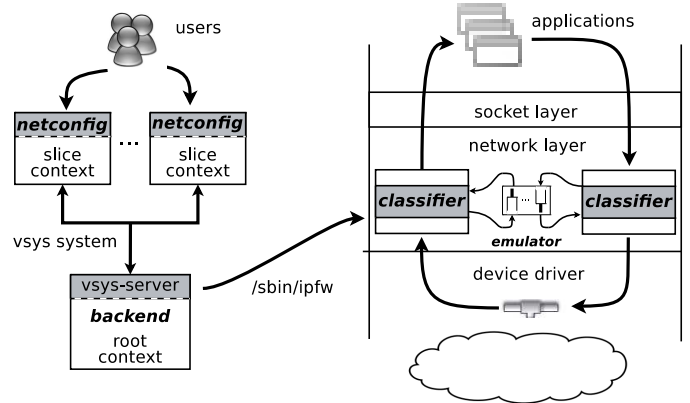 users
applications
netconfig
netconfig
slice
context
...
slice
context
socket layer
network layer
classifier
...
classifier
emulator
vsys system
vsys-server
/sbin/ipfw
device driver
backend
root
context